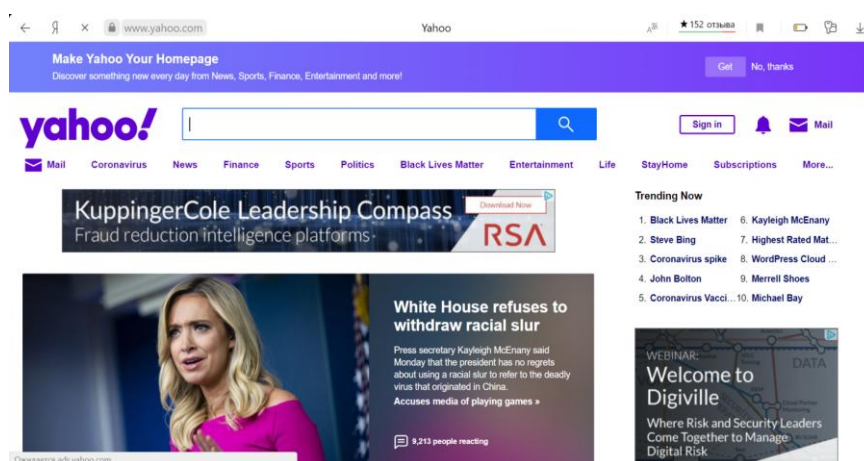 www.yahoo.com
Yahoo
★ 152 отзыва
Make Yahoo Your Homepage
Discover something new every day from News, Sports, Finance, Entertainment and more!
Get
No, thanks
yahoo!
Sign in
Mail
Mail Coronavirus News Finance Sports Politics Black Lives Matter Entertainment Life StayHome Subscriptions More...
KuppingerCole Leadership Compass
Fraud reduction intelligence platforms
Download Now
RSA
Trending Now
1. Black Lives Matter
2. Steve Bing
3. Coronavirus spike
4. John Bolton
5. Coronavirus Vacci...
6. Kayleigh McEnany
7. Highest Rated Mat...
8. WordPress Cloud ...
9. Merrell Shoes
10. Michael Bay
White House refuses to
withdraw racial slur
Press secretary Kayleigh McEnany said
Monday that the president has no regrets
about using a racial slur to refer to the deadly
virus that originated in China.
Accuses media of playing games »
9,213 people reacting
WEBINAR:
Welcome to
Digiville
Where Risk and Security Leaders
Come Together to Manage
Digital Risk
DATA
Ожидается ads.yahoo.com